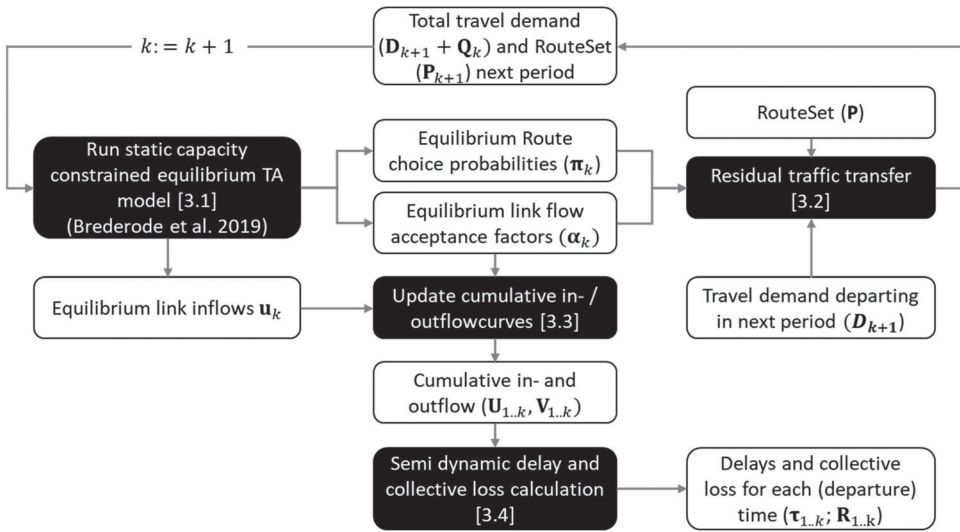 Total travel demand
(D_{k+1} + Q_k) and RouteSet
(P_{k+1}) next period
k: = k + 1
RouteSet (P)
Run static capacity
constrained equilibrium TA
model [3.1]
(Brederode et al. 2019)
Equilibrium Route
choice probabilities (π_k)
Equilibrium link flow
acceptance factors (α_k)
Residual traffic transfer
[3.2]
Equilibrium link inflows u_k
Update cumulative in- /
outflowcurves [3.3]
Travel demand departing
in next period (D_{k+1})
Cumulative in- and
outflow (U_{1..k}, V_{1..k})
Semi dynamic delay and
collective loss calculation
[3.4]
Delays and collective
loss for each (departure)
time (τ_{1..k}; R_{1..k})